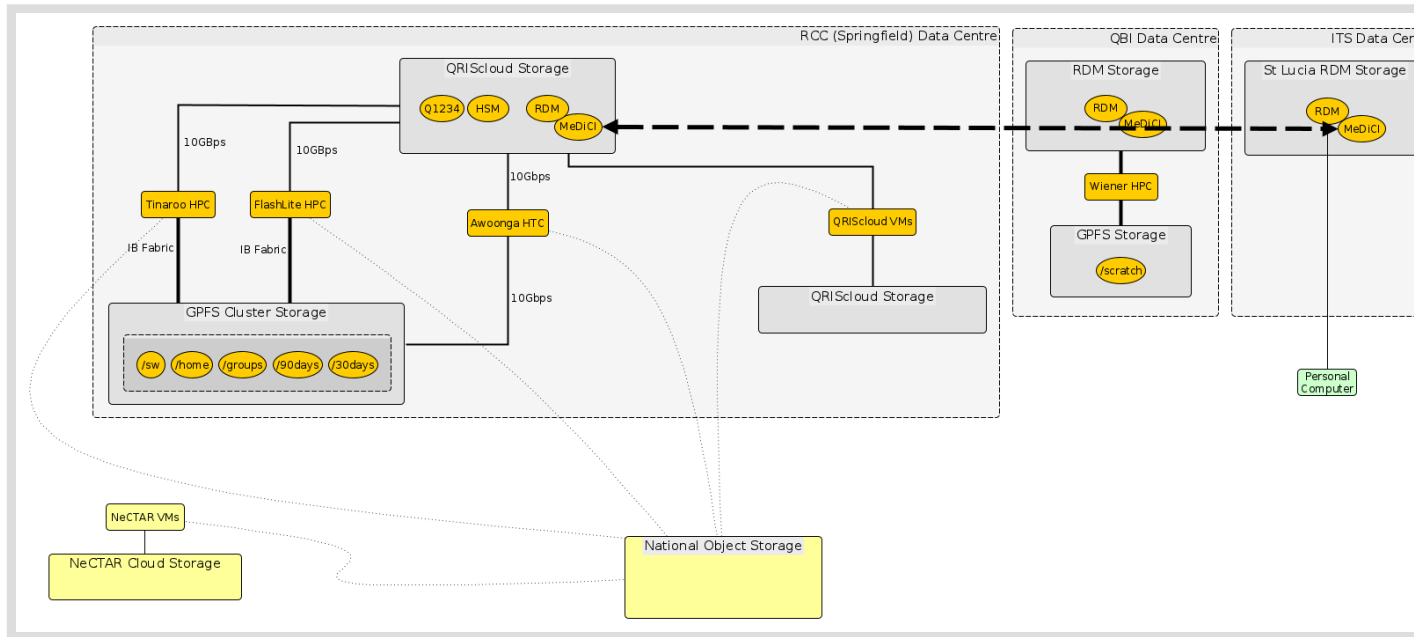 RCC (Springfield) Data Centre
QBI Data Centre
ITS Data Cer
QRIScloud Storage
Q1234
HSM
RDM
MeDiCI
RDM Storage
RDM
MeDiCI
St Lucia RDM Storage
RDM
MeDiCI
10GBps
10GBps
10Gbps
Tinaroo HPC
FlashLite HPC
Awoonga HTC
QRIScloud VMs
Wiener HPC
IB Fabric
IB Fabric
10Gbps
GPFS Storage
/scratch
QRIScloud Storage
GPFS Cluster Storage
/sw
/home
/groups
/90days
/30days
Personal
Computer
NeCTAR VMs
NeCTAR Cloud Storage
National Object Storage